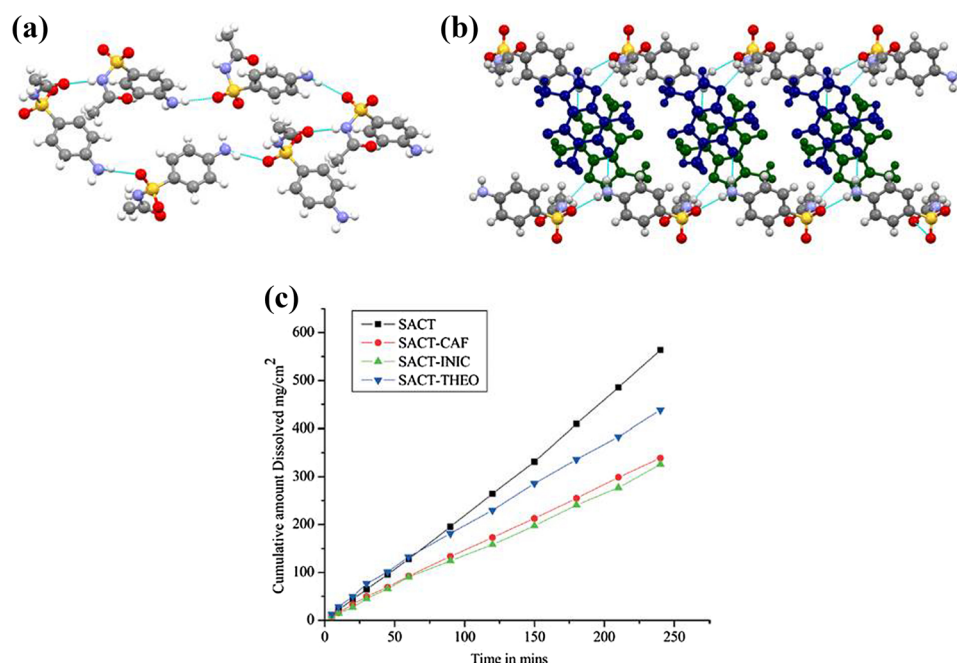 (a)
(b)
(c)
SACT
SACT-CAF
SACT-INIC
SACT-THEO
Cumulative amount Dissolved mg/cm²
600
500
400
300
200
100
0
0 50 100 150 200 250
Time in mins